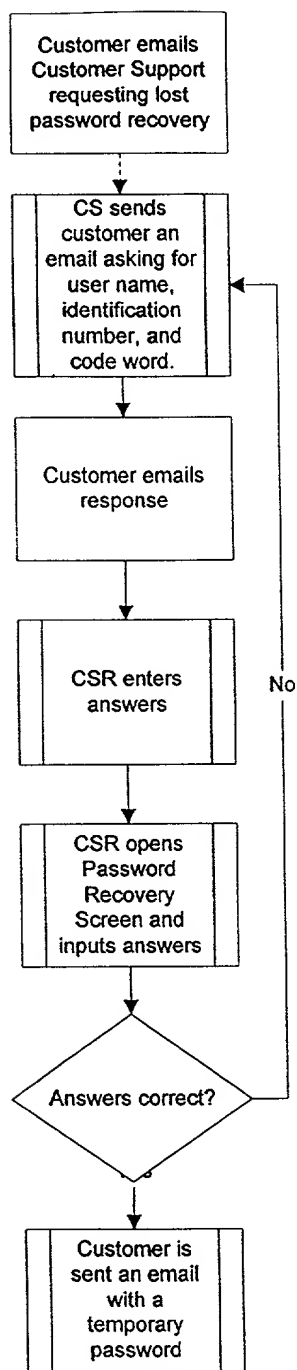 Customer emails
Customer Support
requesting lost
password recovery
CS sends
customer an
email asking for
user name,
identification
number, and
code word.
Customer emails
response
CSR enters
answers
No
CSR opens
Password
Recovery
Screen and
inputs answers
Answers correct?
Customer is
sent an email
with a
temporary
password